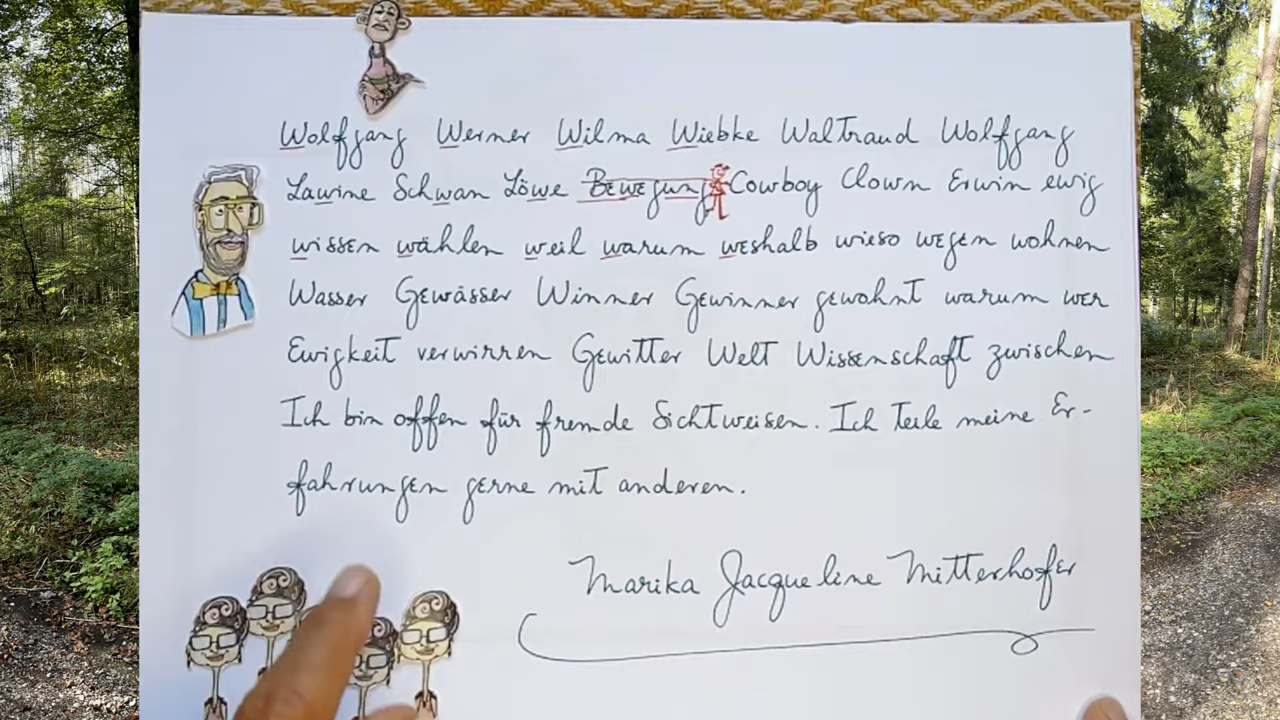 Wolfgang Werner Wilma Wiebke Waltraud Wolfgang
Lawine Schwan Löwe Bewegung Cowboy Clown Erwin ewig
wissen wählen weil warum weshalb wieso wegen wohnen
Wasser Gewässer Winner Gewinner gewohnt warum wer
Ewigkeit verwirren Gewitter Welt Wissenschaft zwischen
Ich bin offen für fremde Sichtweisen. Ich teile meine Er-
fahrungen gerne mit anderen.
Marika Jacqueline Mitterhofer